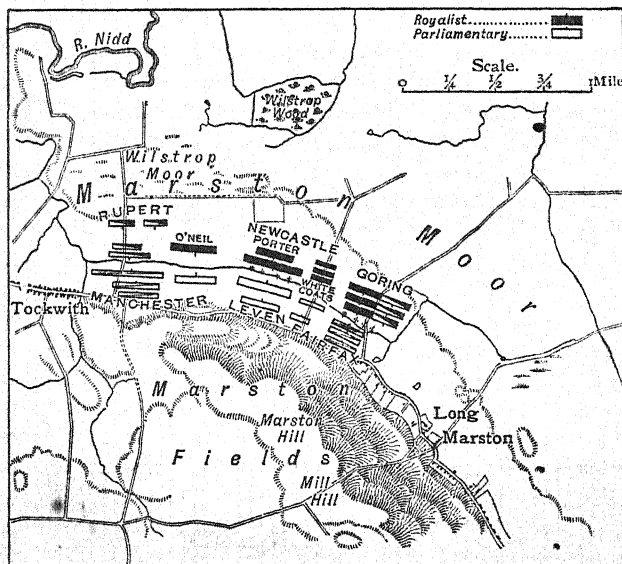 R. Nidd
Royalist
Parliamentary
Scale.
0 1/4 1/2 3/4 1 Mile
Wilstrop
Wood
Wilstrop
Moor
Marston
Moor
RUPERT
O'NEIL
NEWCASTLE
PORTER
WHITE
COATS
GORING
Tockwith
MANCHESTER
LEVEN
FAIRFAX
Marston
Fields
Marston
Hill
Mill
Hill
Long
Marston